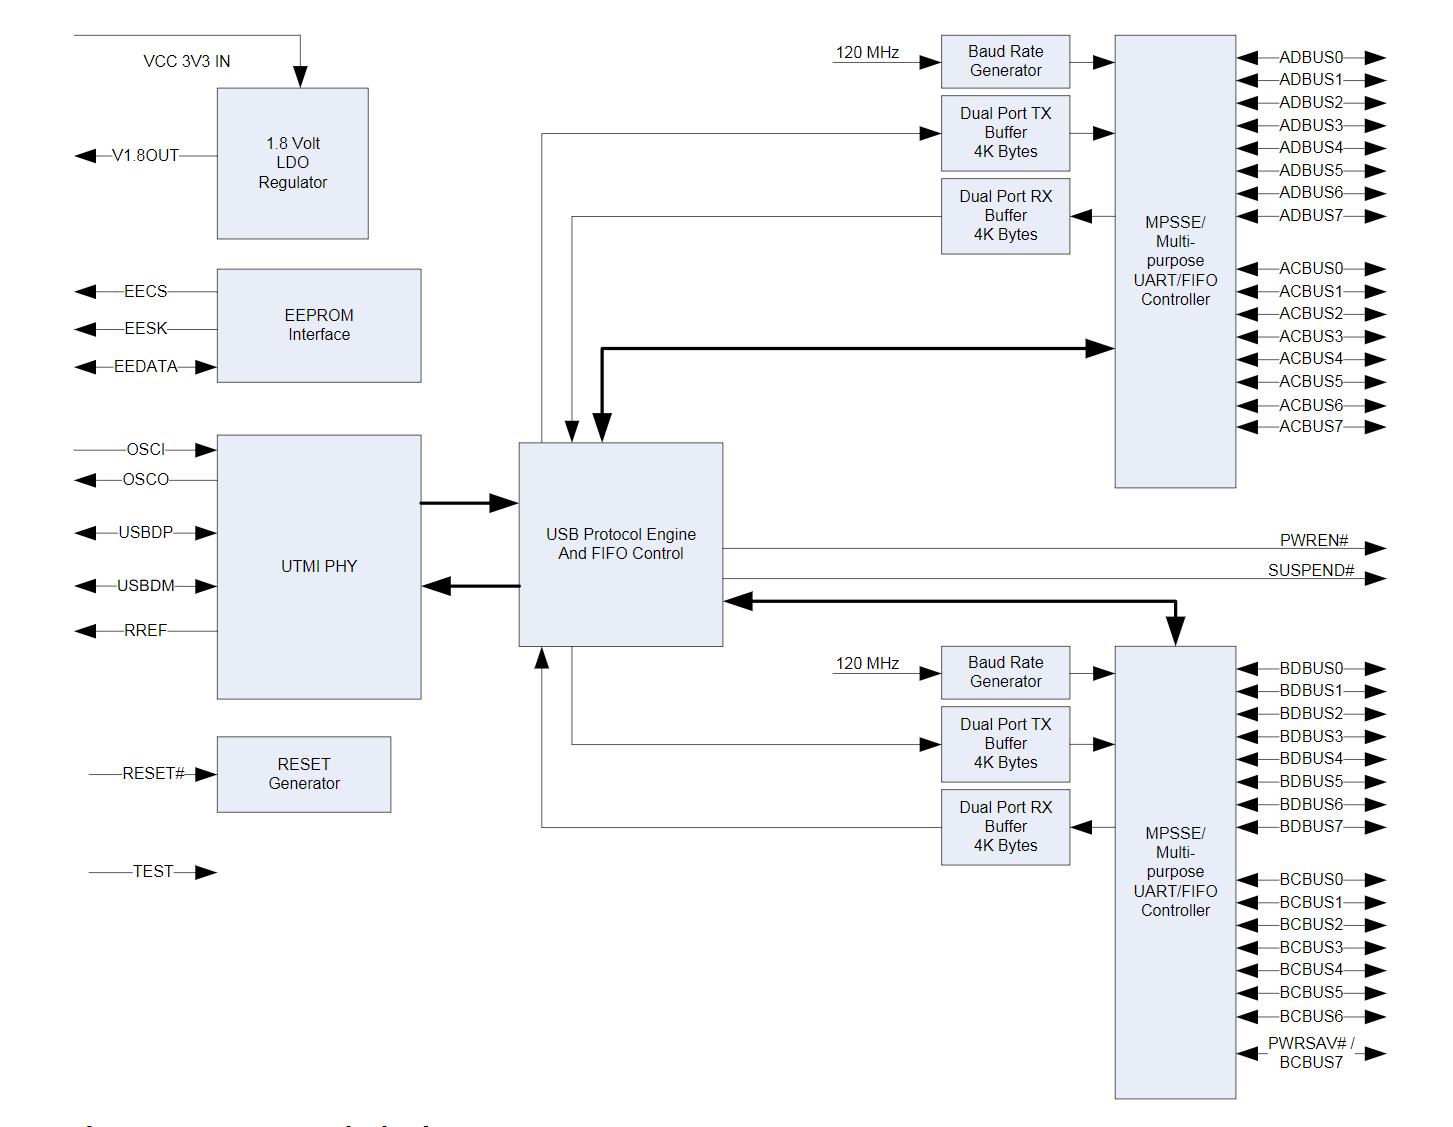 VCC 3V3 IN
1.8 Volt
LDO
Regulator
V1.8OUT
EECS
EESK
EEDATA
EEPROM
Interface
OSCI
OSCO
USBDP
USBDM
RREF
UTMI PHY
RESET#
RESET
Generator
TEST
USB Protocol Engine
And FIFO Control
120 MHz
Baud Rate
Generator
Dual Port TX
Buffer
4K Bytes
Dual Port RX
Buffer
4K Bytes
MPSSE/
Multi-
purpose
UART/FIFO
Controller
ADBUS0
ADBUS1
ADBUS2
ADBUS3
ADBUS4
ADBUS5
ADBUS6
ADBUS7
ACBUS0
ACBUS1
ACBUS2
ACBUS3
ACBUS4
ACBUS5
ACBUS6
ACBUS7
PWREN#
SUSPEND#
120 MHz
Baud Rate
Generator
Dual Port TX
Buffer
4K Bytes
Dual Port RX
Buffer
4K Bytes
MPSSE/
Multi-
purpose
UART/FIFO
Controller
BDBUS0
BDBUS1
BDBUS2
BDBUS3
BDBUS4
BDBUS5
BDBUS6
BDBUS7
BCBUS0
BCBUS1
BCBUS2
BCBUS3
BCBUS4
BCBUS5
BCBUS6
PWRSAV# /
BCBUS7